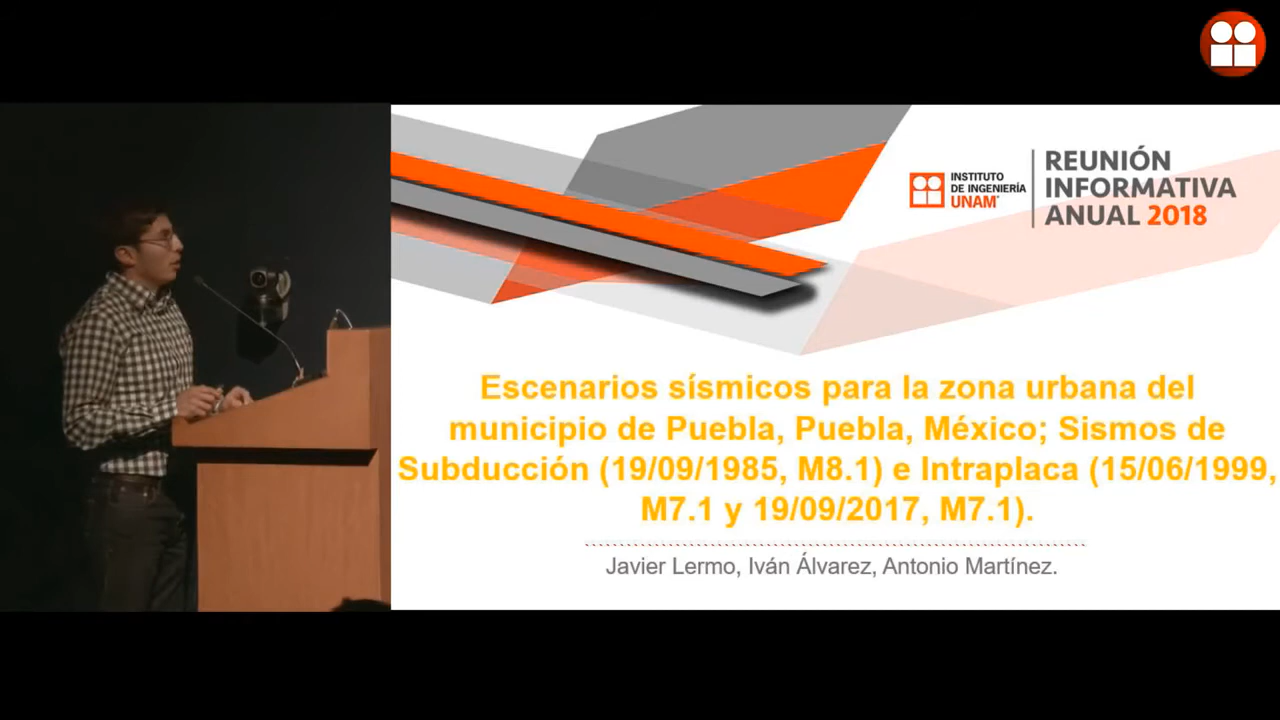 INSTITUTO
DE INGENIERÍA
UNAM
REUNIÓN
INFORMATIVA
ANUAL 2018
Escenarios sísmicos para la zona urbana del
municipio de Puebla, Puebla, México; Sismos de
Subducción (19/09/1985, M8.1) e Intraplaca (15/06/1999,
M7.1 y 19/09/2017, M7.1).
Javier Lermo, Iván Álvarez, Antonio Martínez.